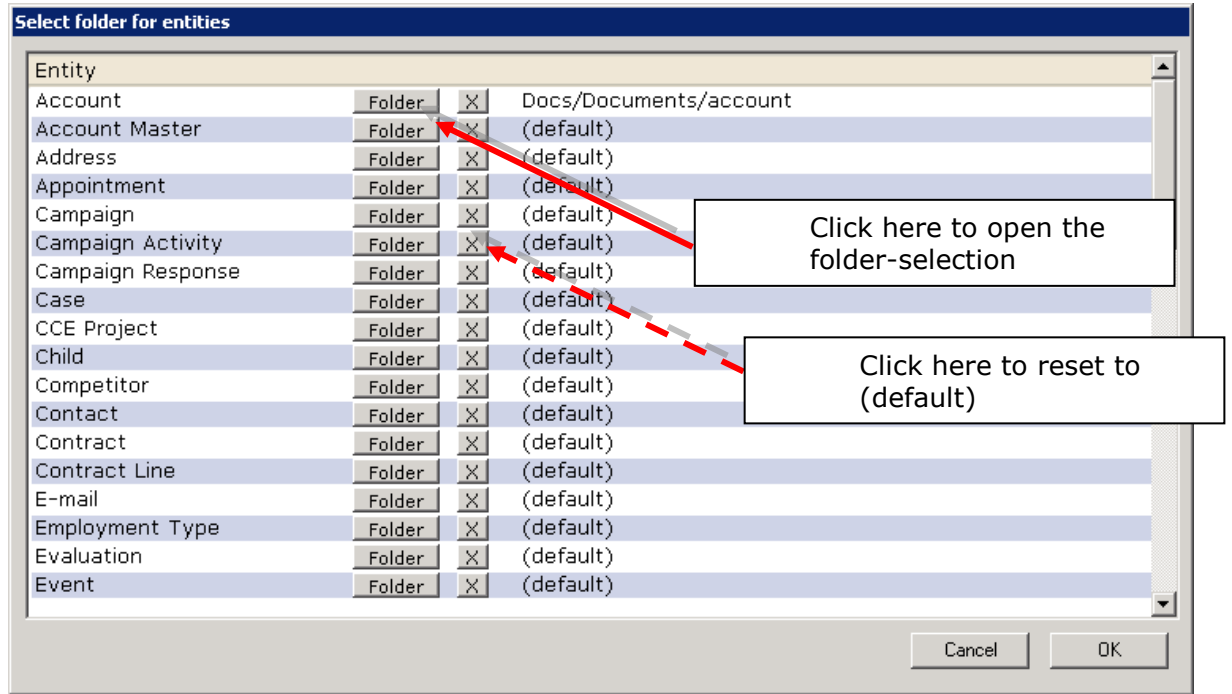 Select folder for entities
Entity
Account Folder X Docs/Documents/account
Account Master Folder X (default)
Address Folder X (default)
Appointment Folder X (default)
Campaign Folder X (default)
Click here to open the
Campaign Activity Folder X (default)
folder-selection
Campaign Response Folder X (default)
Case Folder X (default)
CCE Project Folder X (default)
Child Folder X (default)
Click here to reset to
Competitor Folder X (default)
(default)
Contact Folder X (default)
Contract Folder X (default)
Contract Line Folder X (default)
E-mail Folder X (default)
Employment Type Folder X (default)
Evaluation Folder X (default)
Event Folder X (default)
Cancel OK